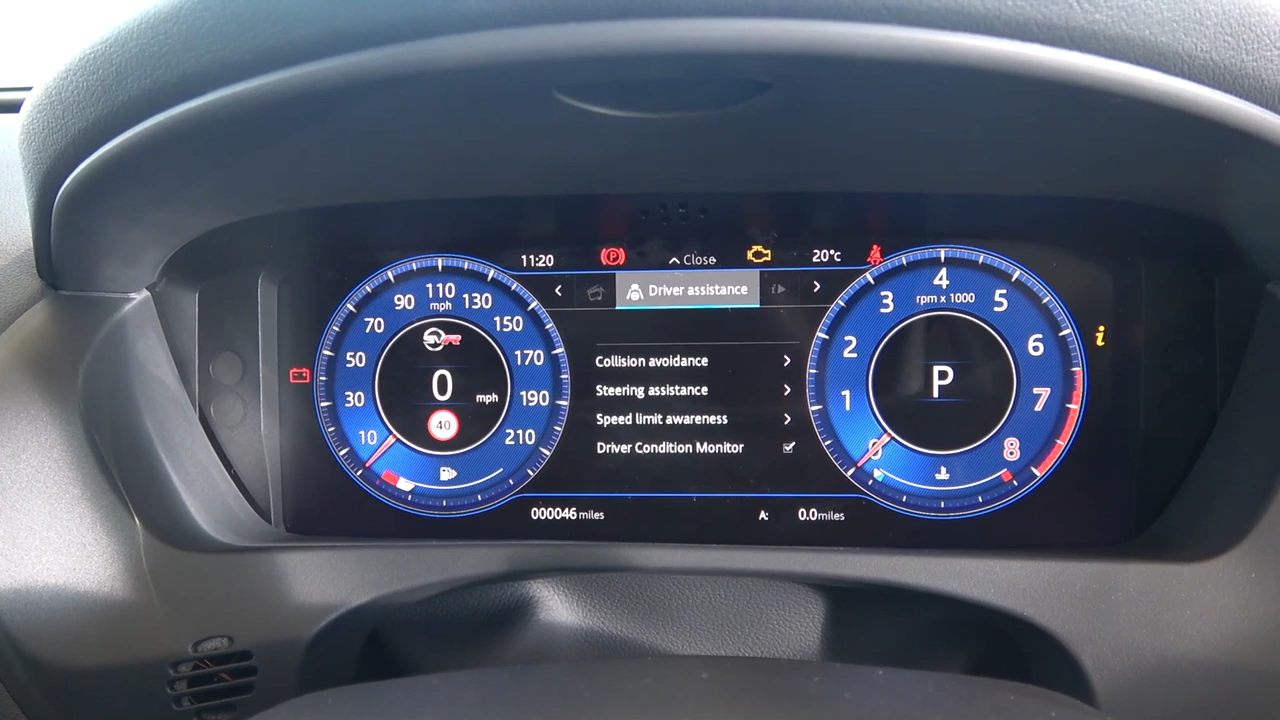 11:20
Close
20°c
Driver assistance
Collision avoidance
Steering assistance
Speed limit awareness
Driver Condition Monitor
000046 miles
A: 0.0 miles
10
30
50
70
90
110
130
150
170
190
210
mph
SVR
0 mph
40
0
1
2
3
4
5
6
7
8
rpm x 1000
P
P
i
i